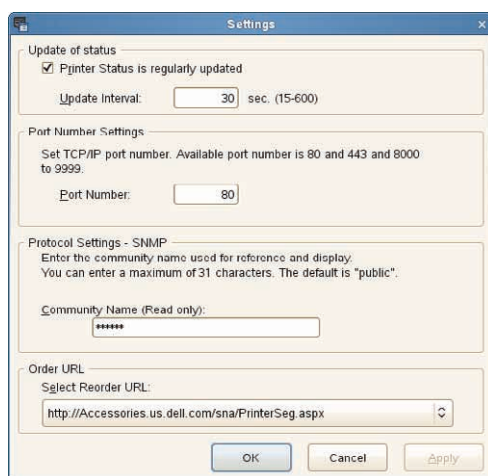 Settings
Update of status
Printer Status is regularly updated
Update Interval: 30 sec. (15-600)
Port Number Settings
Set TCP/IP port number. Available port number is 80 and 443 and 8000
to 9999.
Port Number: 80
Protocol Settings - SNMP
Enter the community name used for reference and display.
You can enter a maximum of 31 characters. The default is "public".
Community Name (Read only):
******
Order URL
Select Reorder URL:
http://Accessories.us.dell.com/sna/PrinterSeg.aspx
OK Cancel Apply